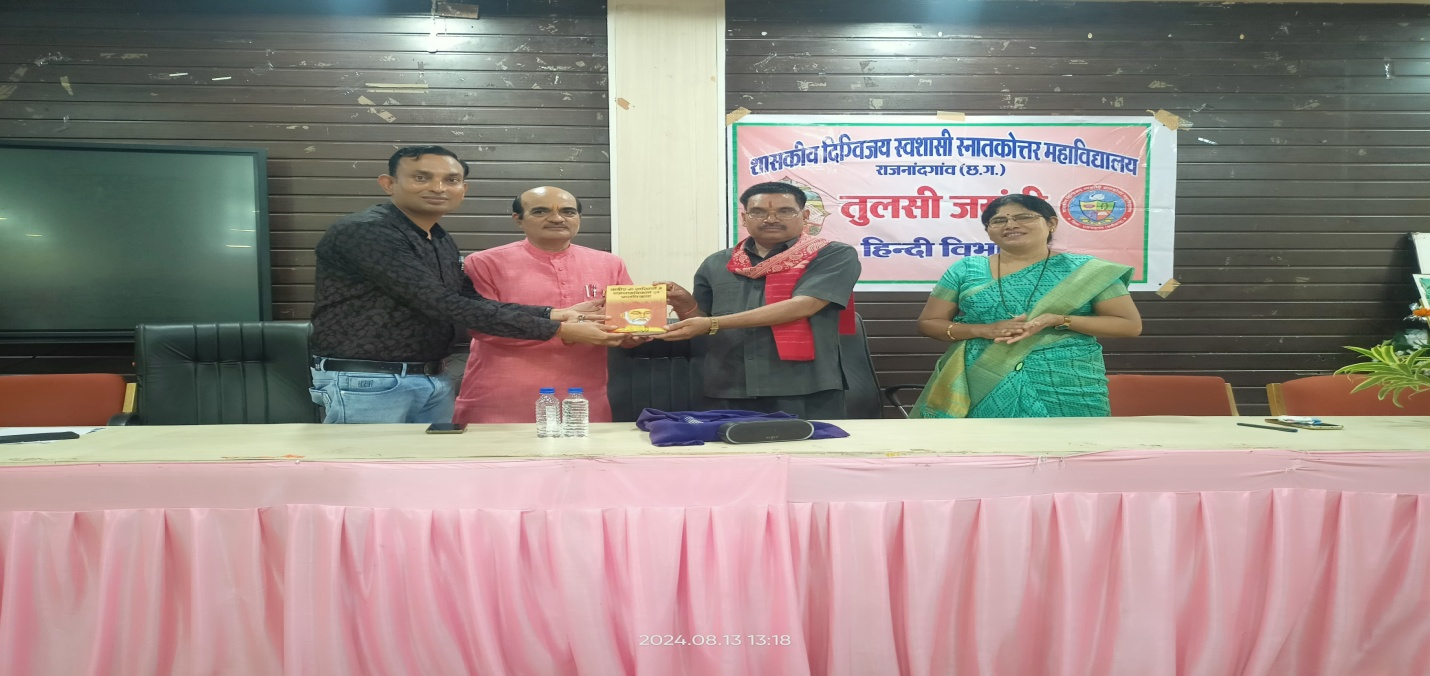 शासकीय दिग्विजय स्वशासी स्नातकोत्तर महाविद्यालय
राजनांदगांव (छ.ग.)
तुलसी जयंती
हिन्दी विभा
2024.08.13 13:18